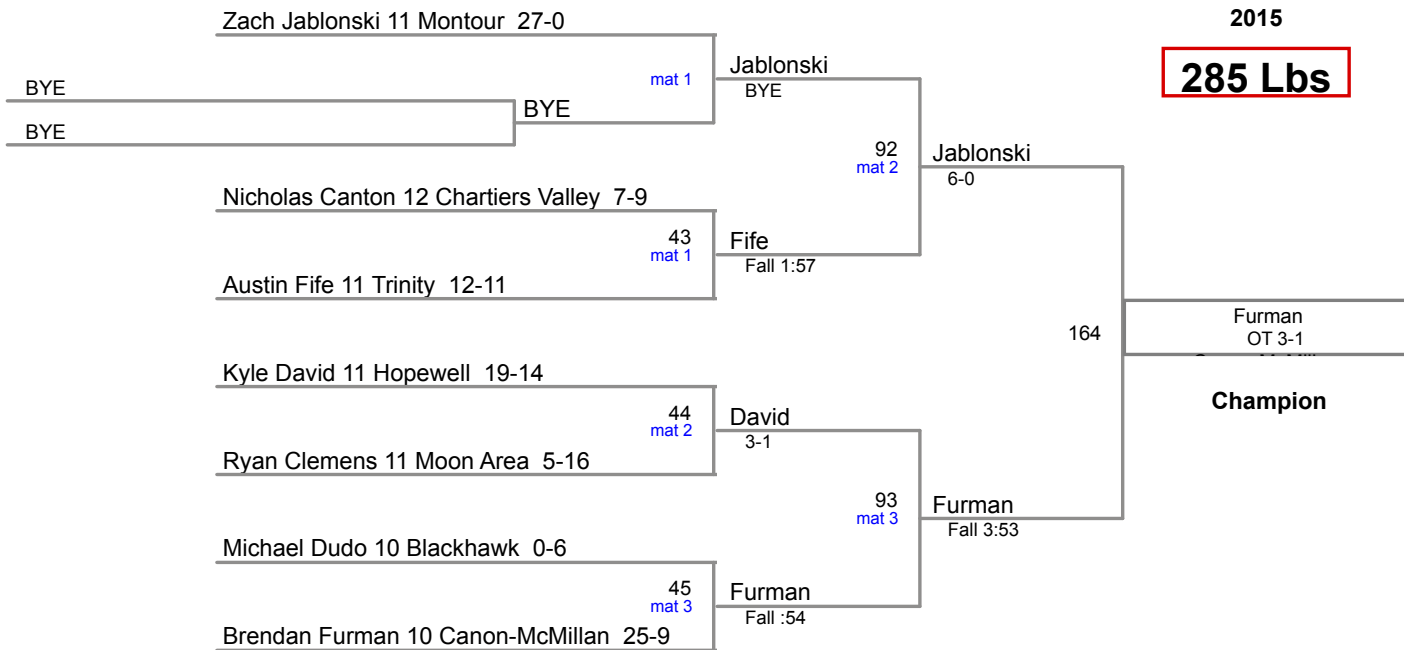 Zach Jablonski 11 Montour 27-0
2015
285 Lbs
mat 1
Jablonski
BYE
BYE
BYE
BYE
92
mat 2
Jablonski
6-0
Nicholas Canton 12 Chartiers Valley 7-9
43
mat 1
Fife
Fall 1:57
Austin Fife 11 Trinity 12-11
164
Furman
OT 3-1
Champion
Kyle David 11 Hopewell 19-14
44
mat 2
David
3-1
Ryan Clemens 11 Moon Area 5-16
93
mat 3
Furman
Fall 3:53
Michael Dudo 10 Blackhawk 0-6
45
mat 3
Furman
Fall :54
Brendan Furman 10 Canon-McMillan 25-9